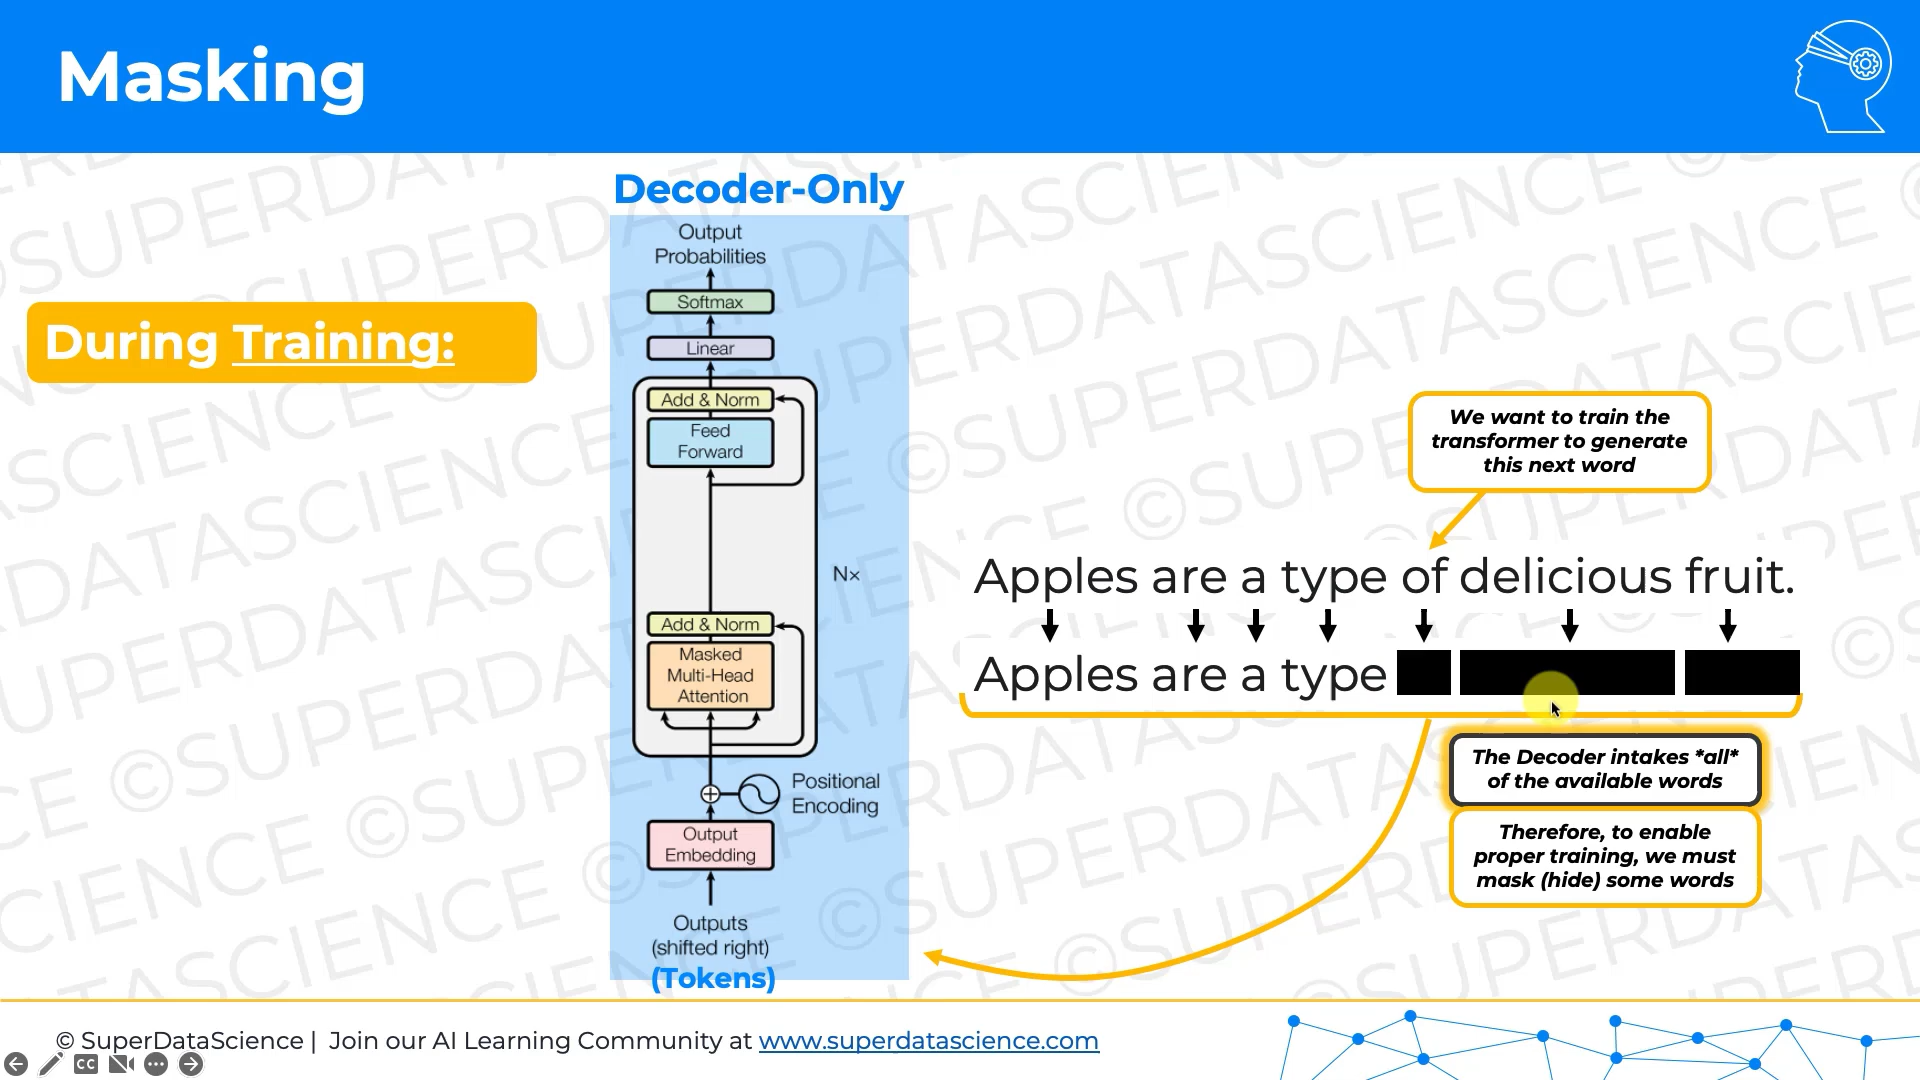 Masking
Decoder-Only
Output
Probabilities
Softmax
Linear
Add & Norm
Feed
Forward
Nx
Add & Norm
Masked
Multi-Head
Attention
Positional
Encoding
Output
Embedding
Outputs
(shifted right)
(Tokens)
During Training:
We want to train the
transformer to generate
this next word
Apples are a type of delicious fruit.
Apples are a type
The Decoder intakes *all*
of the available words
Therefore, to enable
proper training, we must
mask (hide) some words
© SuperDataScience | Join our AI Learning Community at www.superdatascience.com
CC
©SUPERDATASCIENCE